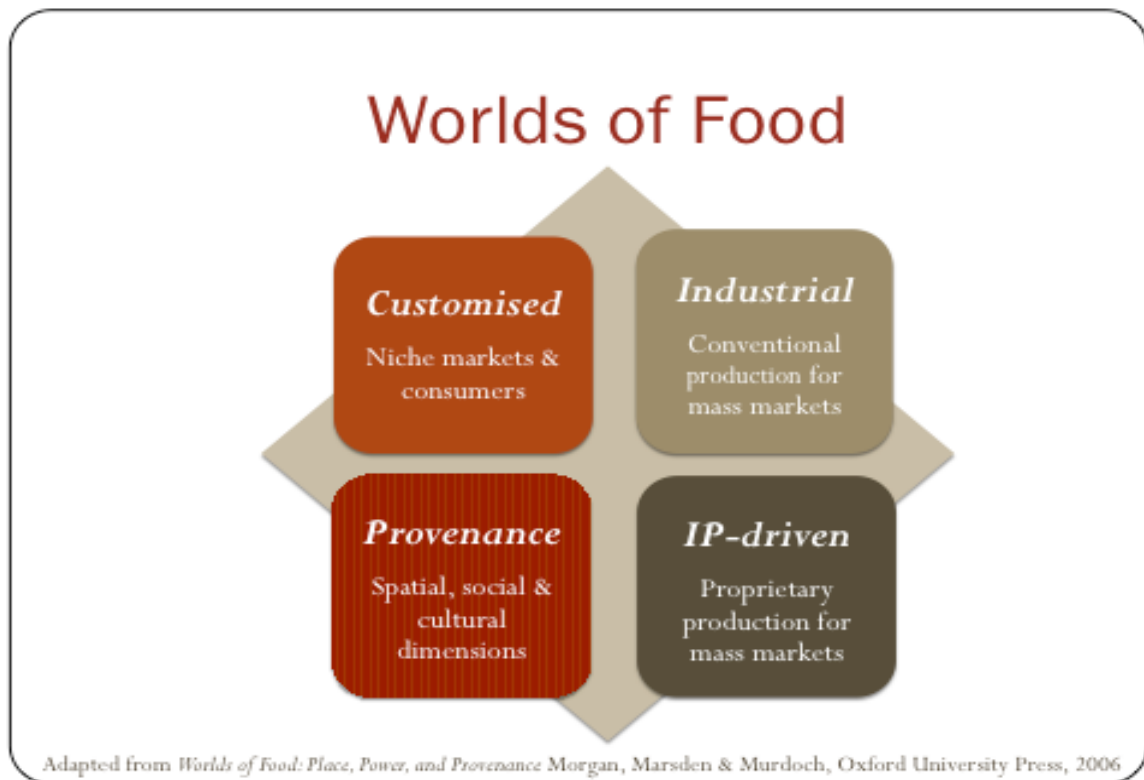 Worlds of Food
Customised
Niche markets &
consumers
Industrial
Conventional
production for
mass markets
Provenance
Spatial, social &
cultural
dimensions
IP-driven
Proprietary
production for
mass markets
Adapted from Worlds of Food: Place, Power, and Provenance Morgan, Marsden & Murdoch, Oxford University Press, 2006